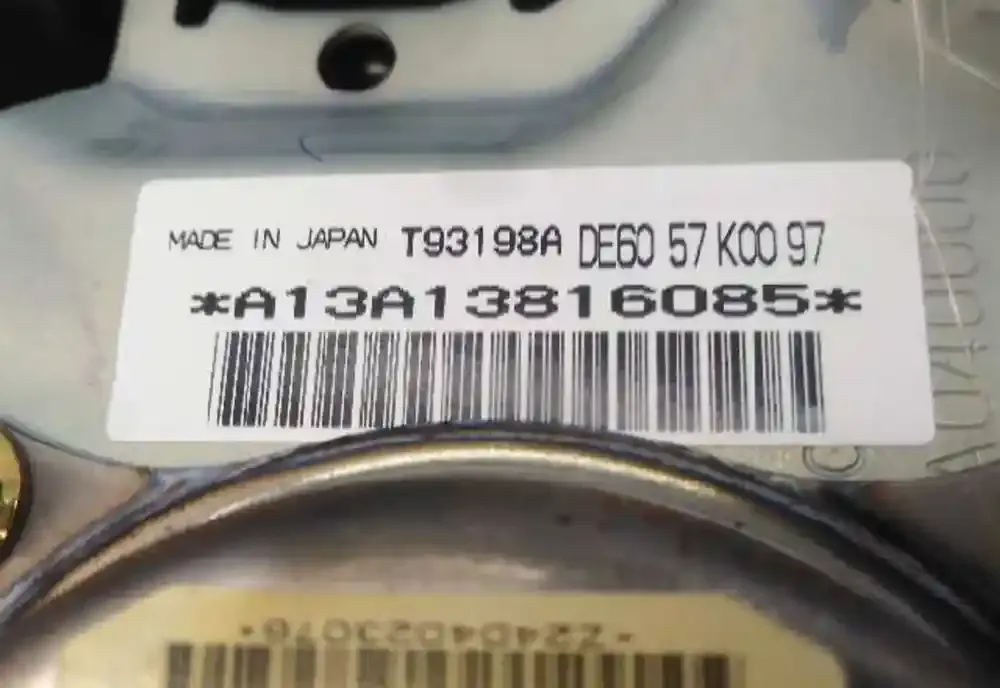 MADE IN JAPAN T93198A DE60 57 K00 97
*A13A13816085*